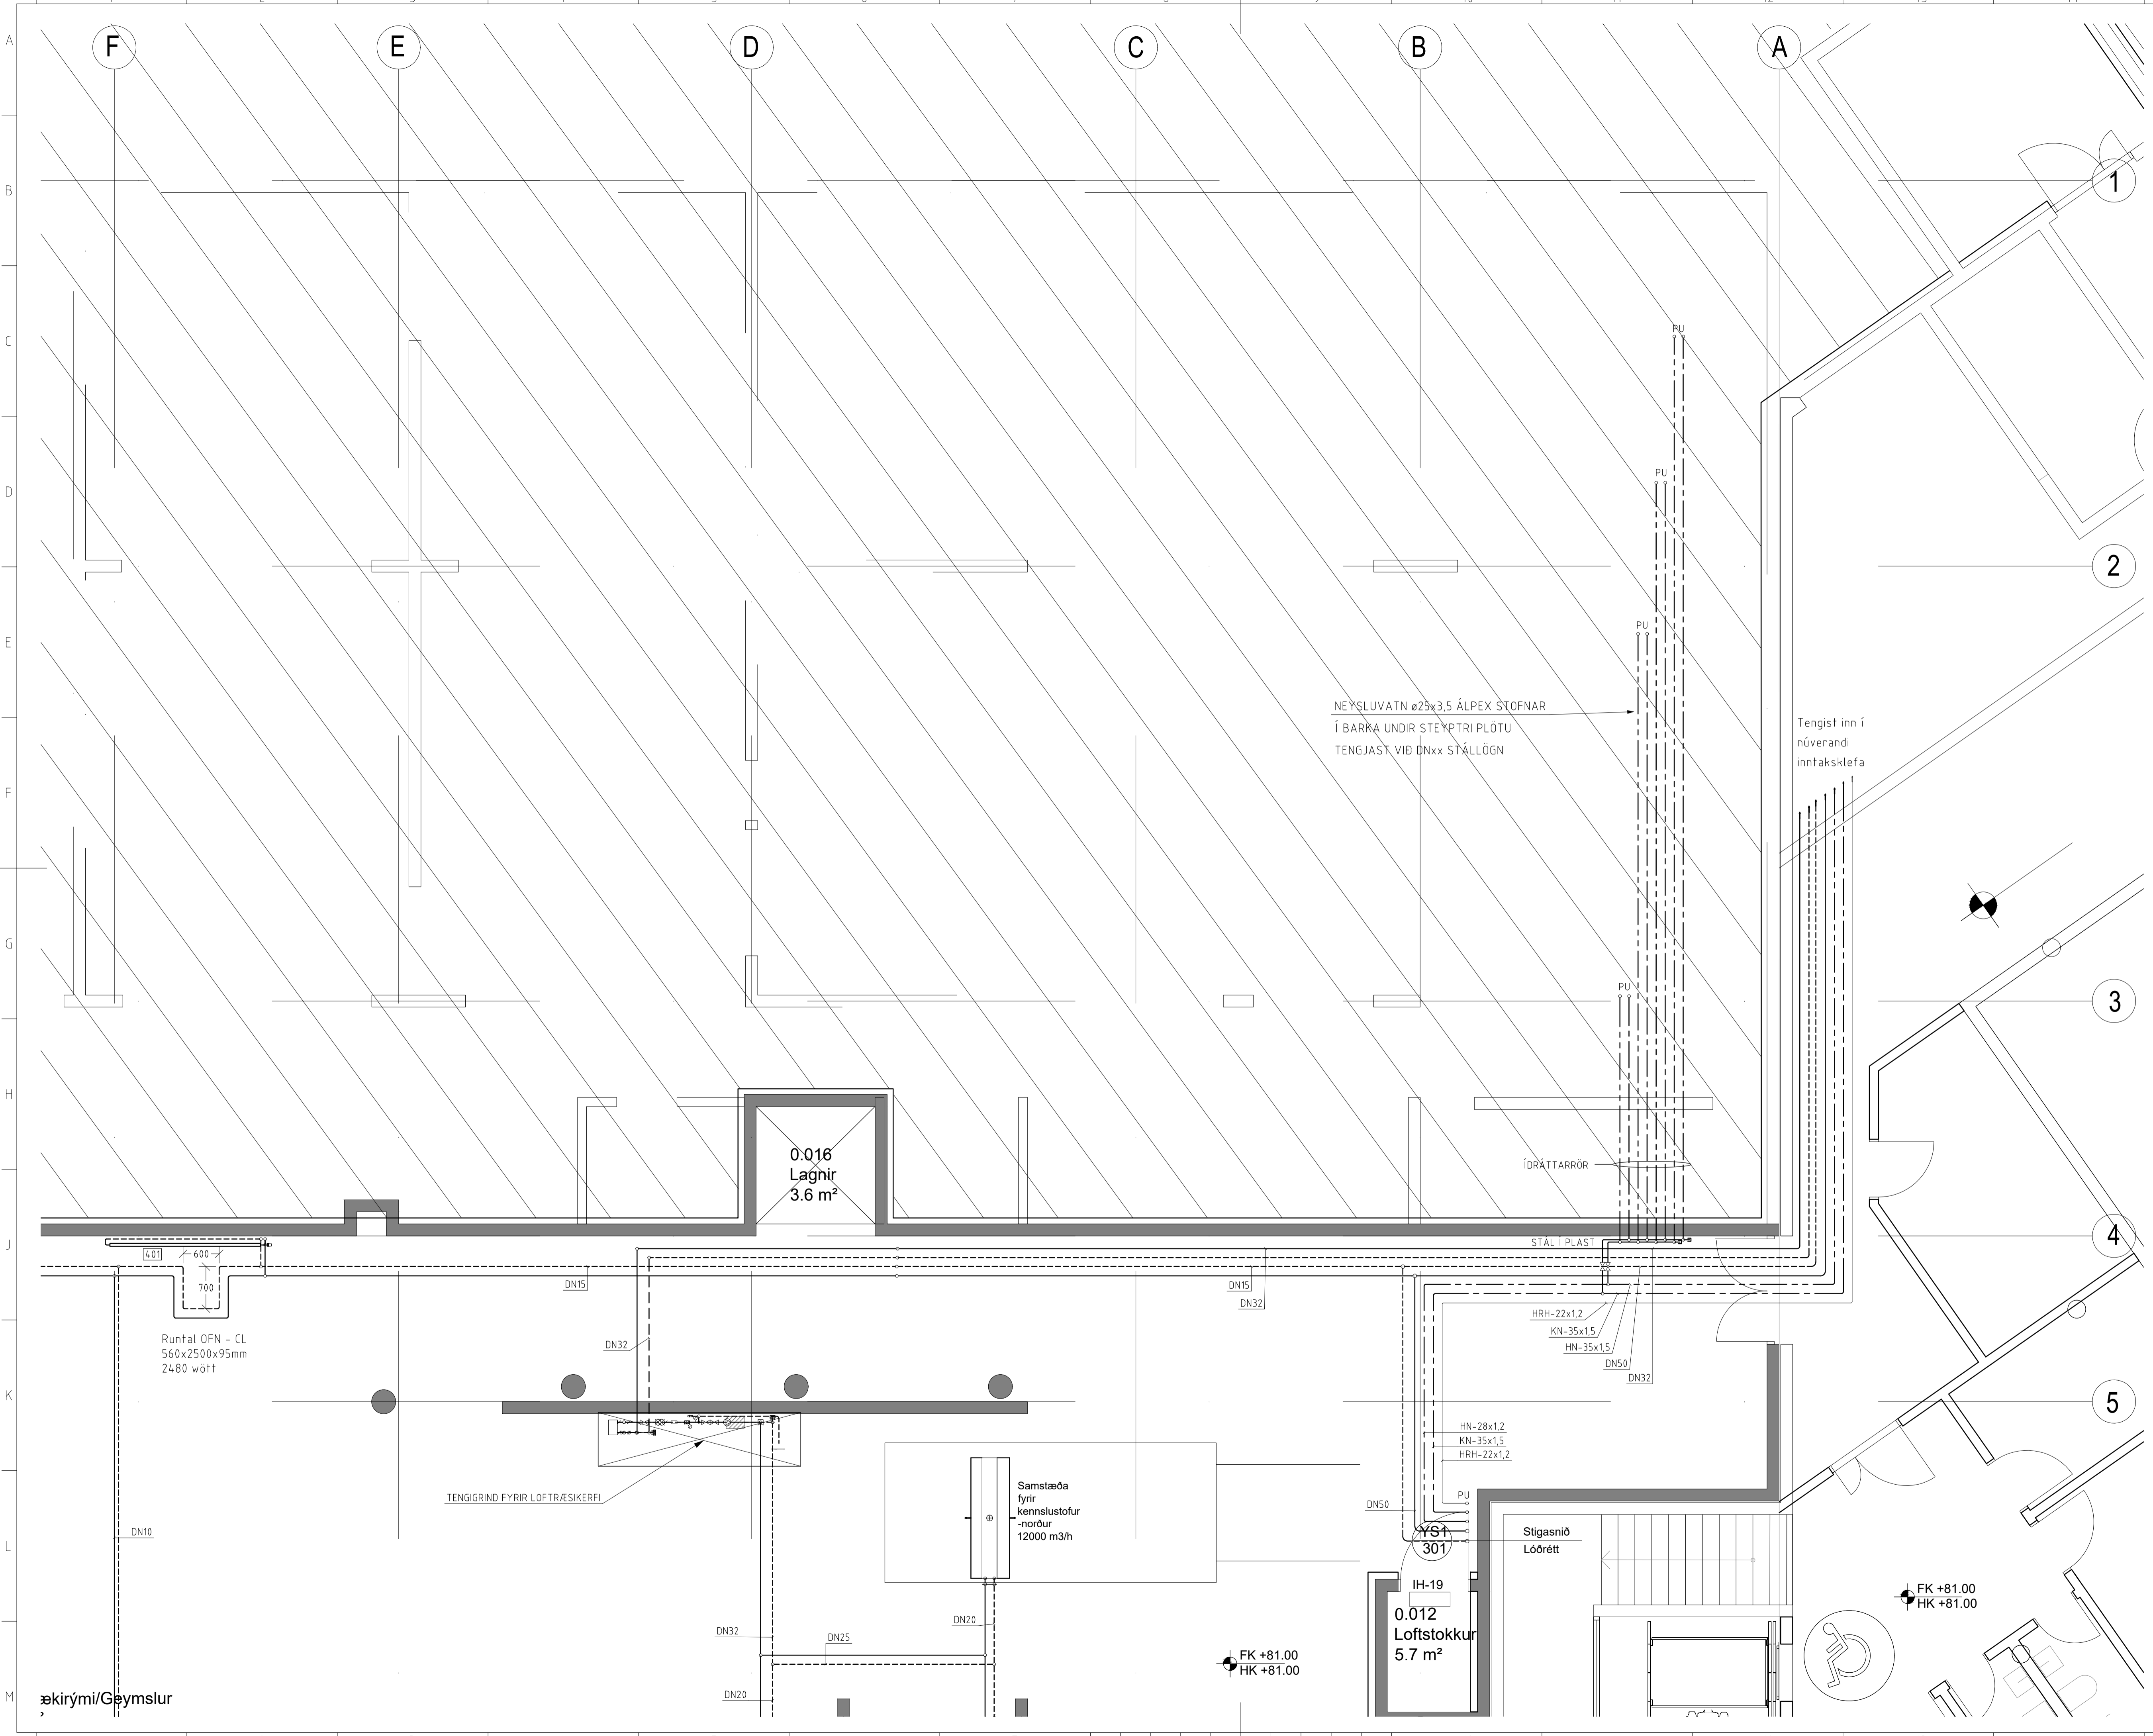 F
E
D
C
B
A
A
B
C
D
E
F
G
H
J
K
L
M
1
2
3
4
5
PU
PU
PU
PU
NEYSLUVATN ø25x3,5 ÁLPEX STOFNAR
Í BARKA UNDIR STEYPTRI PLÖTU
TENGJAST VIÐ DNxx STÁLLÖGN
Tengist inn í
núverandi
inntaksklefa
0.016
Lagnir
3.6 m²
ÍDRÁTTARRÖR
STÁL Í PLAST
401
600
700
DN15
DN15
DN32
Runtal OFN - CL
560x2500x95mm
2480 wött
DN32
HRH-22x1,2
KN-35x1,5
HN-35x1,5
DN50
DN32
HN-28x1,2
KN-35x1,5
HRH-22x1,2
TENGIGRIND FYRIR LOFTRÆSIKERFI
Samstæða
fyrir
kennslustofur
-norður
12000 m3/h
PU
DN50
YS1
301
Stigasnið
Lóðrétt
DN10
IH-19
0.012
Loftstokkur
5.7 m²
FK +81.00
HK +81.00
DN20
DN32
DN25
FK +81.00
HK +81.00
DN20
ækirými/Geymslur